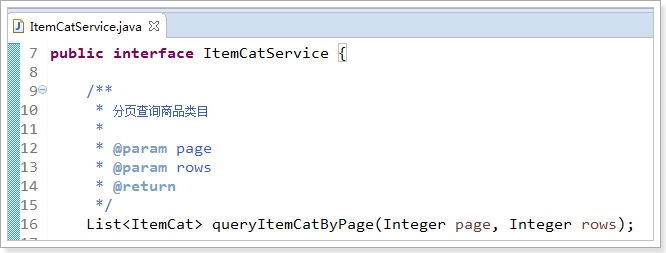 ItemCatService.java
7 public interface ItemCatService {
8
9 /**
10 * 分页查询商品类目
11 *
12 * @param page
13 * @param rows
14 * @return
15 */
16 List<ItemCat> queryItemCatByPage(Integer page, Integer rows);